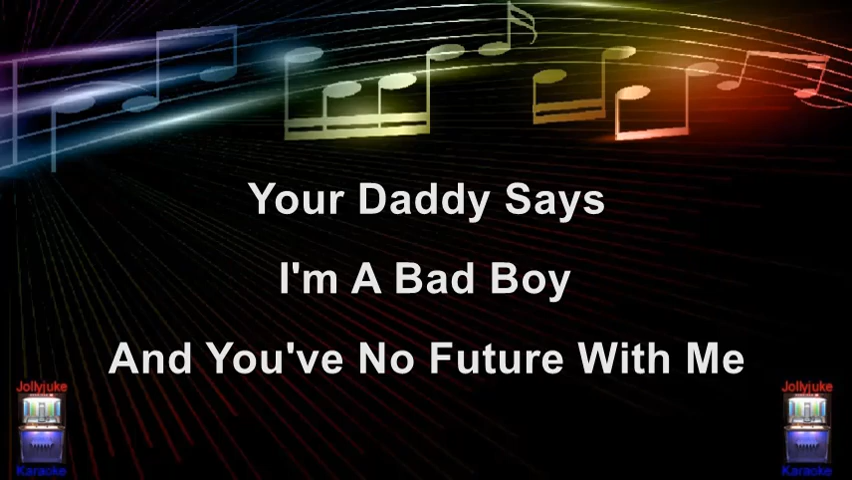 Your Daddy Says
I'm A Bad Boy
And You've No Future With Me
Jollyjuke
Karaoke
Jollyjuke
Karaoke